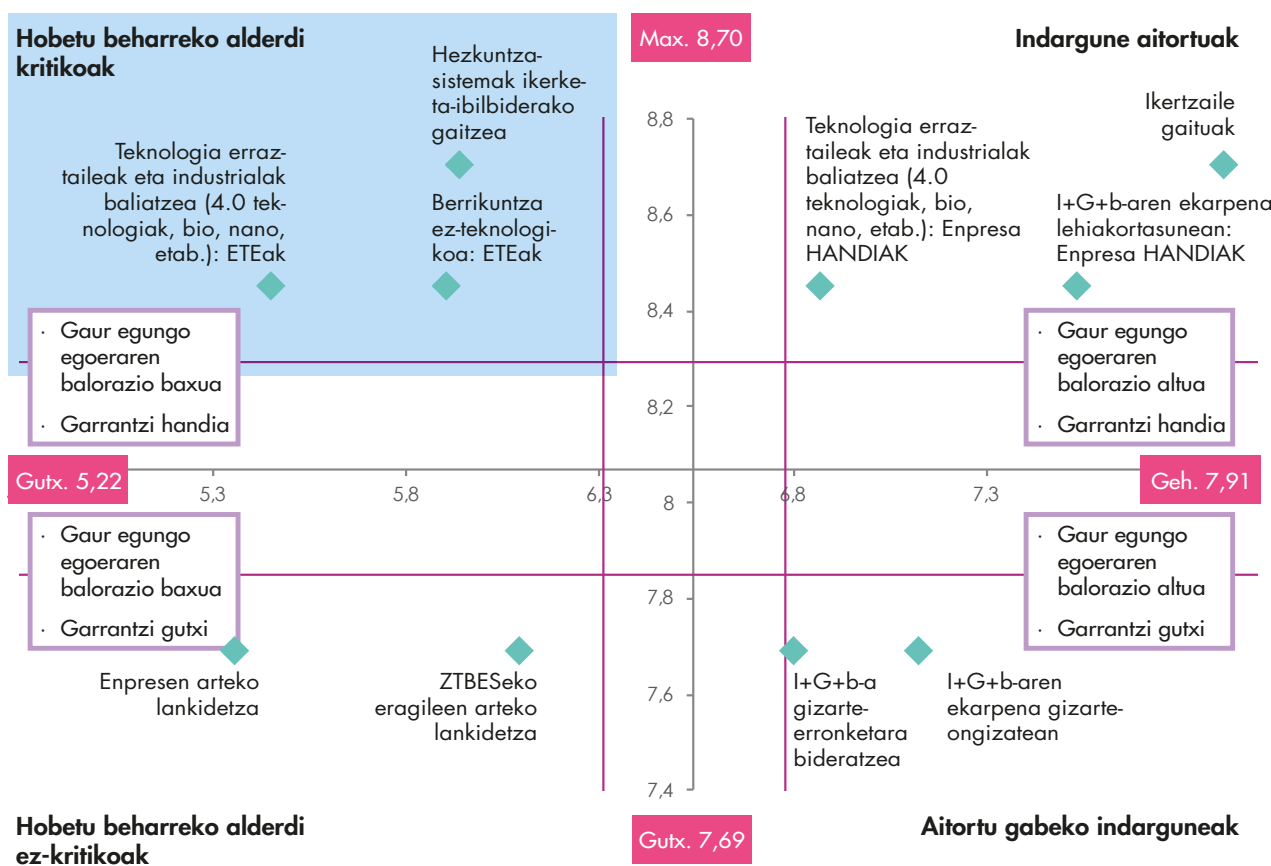 Hobetu beharreko alderdi
kritikoak
Max. 8,70
Indargune aitortuak
Hezkuntza-
sistemak ikerke-
ta-ibilbiderako
gaitzea
Teknologia erraz-
taileak eta industrialak
baliatzea (4.0 tek-
nologiak, bio, nano,
etab.): ETEak
Berrikuntza
ez-teknologi-
koa: ETEak
Teknologia erraz-
taileak eta industrialak
baliatzea (4.0
teknologiak, bio,
nano, etab.): Enpresa
HANDIAK
Ikertzaile
gaituak
I+G+b-aren ekarpena
lehiakortasunean:
Enpresa HANDIAK
8,8
8,6
8,4
8,2
8
7,8
7,6
7,4
· Gaur egungo
egoeraren
balorazio baxua
· Garrantzi handia
· Gaur egungo
egoeraren
balorazio altua
· Garrantzi handia
Gutx. 5,22
5,3
5,8
6,3
6,8
7,3
Geh. 7,91
· Gaur egungo
egoeraren
balorazio baxua
· Garrantzi gutxi
· Gaur egungo
egoeraren
balorazio altua
· Garrantzi gutxi
Enpresen arteko
lankidetza
ZTBESeko
eragileen arteko
lankidetza
I+G+b-a
gizarte-
erronketara
bideratzea
I+G+b-aren
ekarpena gizarte-
ongizatean
Hobetu beharreko alderdi
ez-kritikoak
Gutx. 7,69
Aitortu gabeko indarguneak